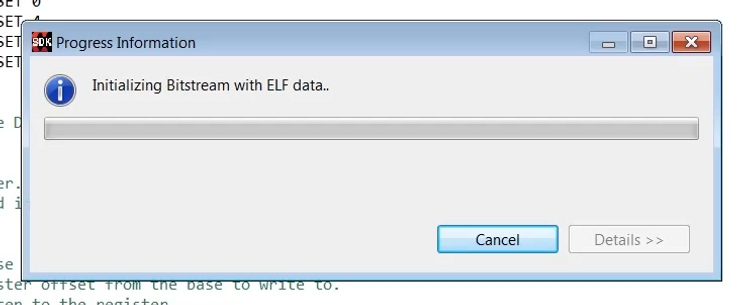 SET 0
SET 4
SET
SET
SDK Progress Information
Initializing Bitstream with ELF data..
e D
er.
d i
Cancel
Details >>
se
ster offset from the base to write to.
ten to the register